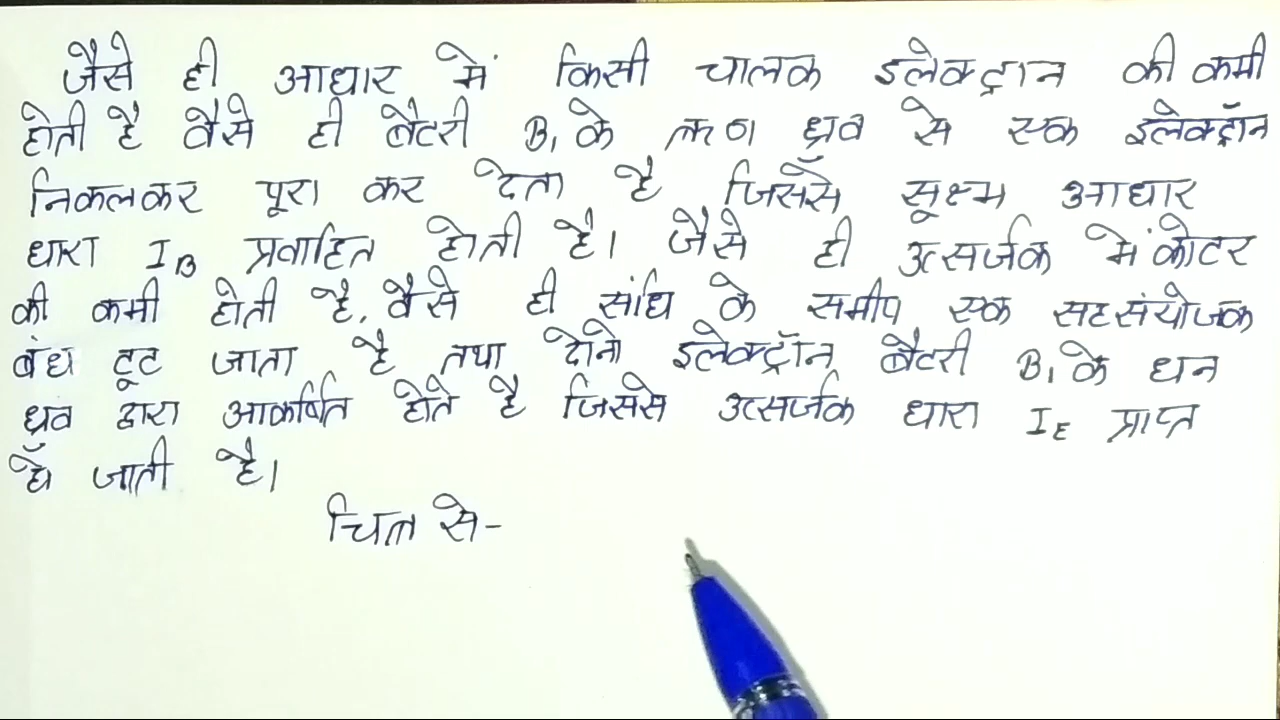 जैसे ही आधार में किसी चालक इलेक्ट्रान की कमी
होती है वैसे ही बैटरी B₁ के ऋण ध्रुव से एक इलेक्ट्रॉन
निकलकर पूरा कर देता है जिससे सूक्ष्म आधार
धारा I_B प्रवाहित होती है। जैसे ही उत्सर्जक में कोटर
की कमी होती है, वैसे ही संधि के समीप एक सहसंयोजक
बंध टूट जाता है तथा दोनो इलेक्ट्रॉन बैटरी B₁ के धन
ध्रुव द्वारा आकर्षित होते है जिससे उत्सर्जक धारा I_E प्राप्त
हो जाती है।
चित्र से-